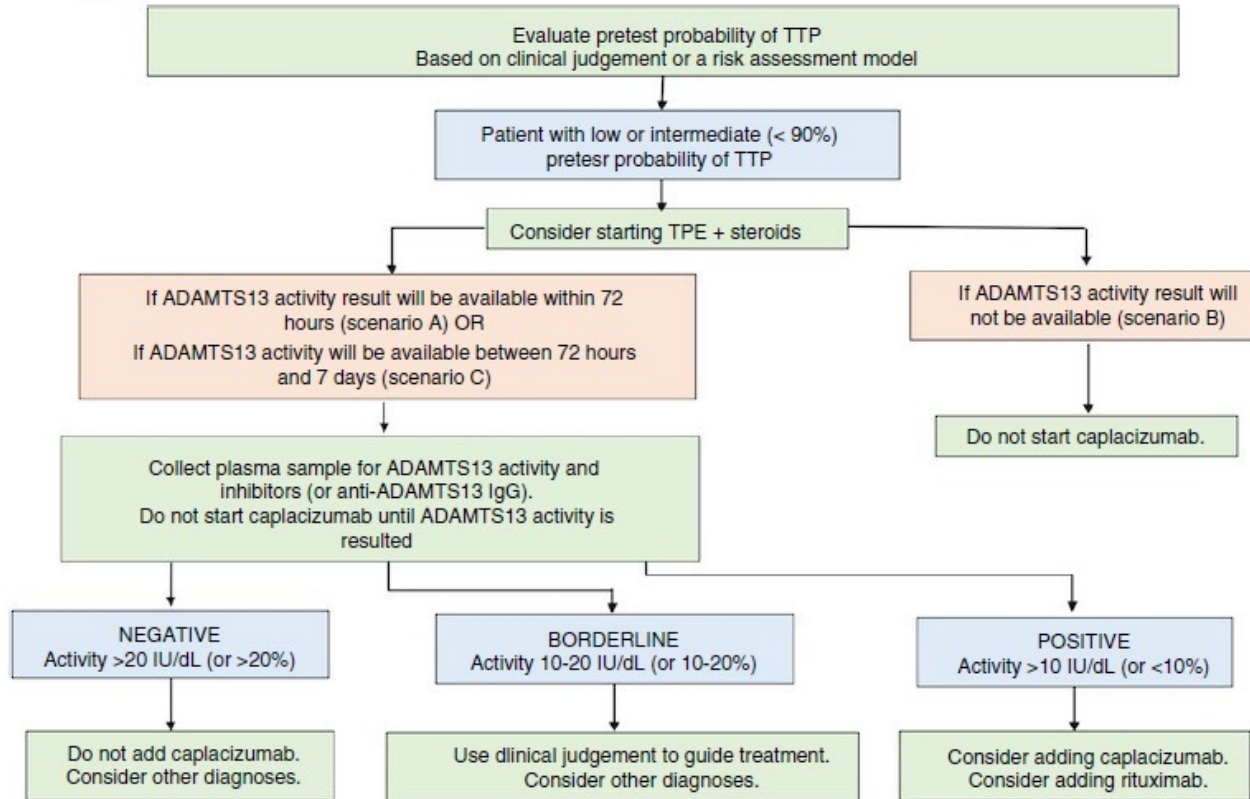 Evaluate pretest probability of TTP
Based on clinical judgement or a risk assessment model
Patient with low or intermediate (< 90%)
pretesr probability of TTP
Consider starting TPE + steroids
If ADAMTS13 activity result will be available within 72
hours (scenario A) OR
If ADAMTS13 activity will be available between 72 hours
and 7 days (scenario C)
If ADAMTS13 activity result will
not be available (scenario B)
Do not start caplacizumab.
Collect plasma sample for ADAMTS13 activity and
inhibitors (or anti-ADAMTS13 IgG).
Do not start caplacizumab until ADAMTS13 activity is
resulted
NEGATIVE
Activity >20 IU/dL (or >20%)
BORDERLINE
Activity 10-20 IU/dL (or 10-20%)
POSITIVE
Activity >10 IU/dL (or <10%)
Do not add caplacizumab.
Consider other diagnoses.
Use dlinical judgement to guide treatment.
Consider other diagnoses.
Consider adding caplacizumab.
Consider adding rituximab.